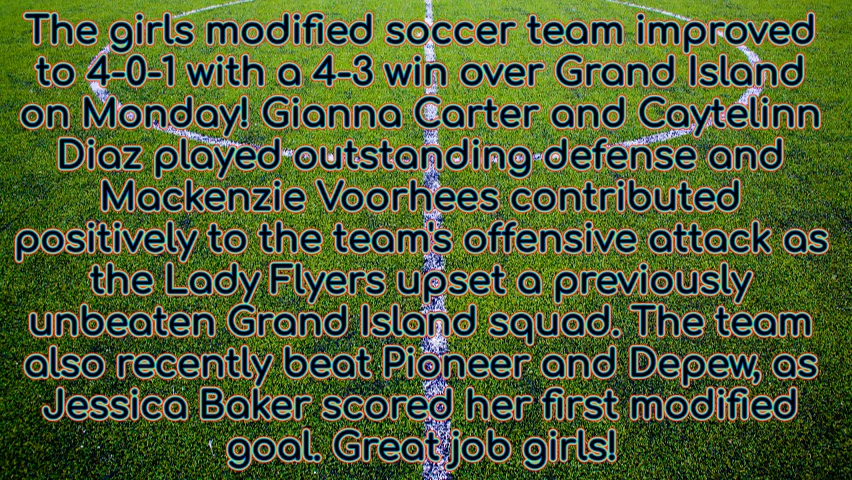 The girls modified soccer team improved
to 4-0-1 with a 4-3 win over Grand Island
on Monday! Gianna Carter and Caytelinn
Diaz played outstanding defense and
Mackenzie Voorhees contributed
positively to the team's offensive attack as
the Lady Flyers upset a previously
unbeaten Grand Island squad. The team
also recently beat Pioneer and Depew, as
Jessica Baker scored her first modified
goal. Great job girls!